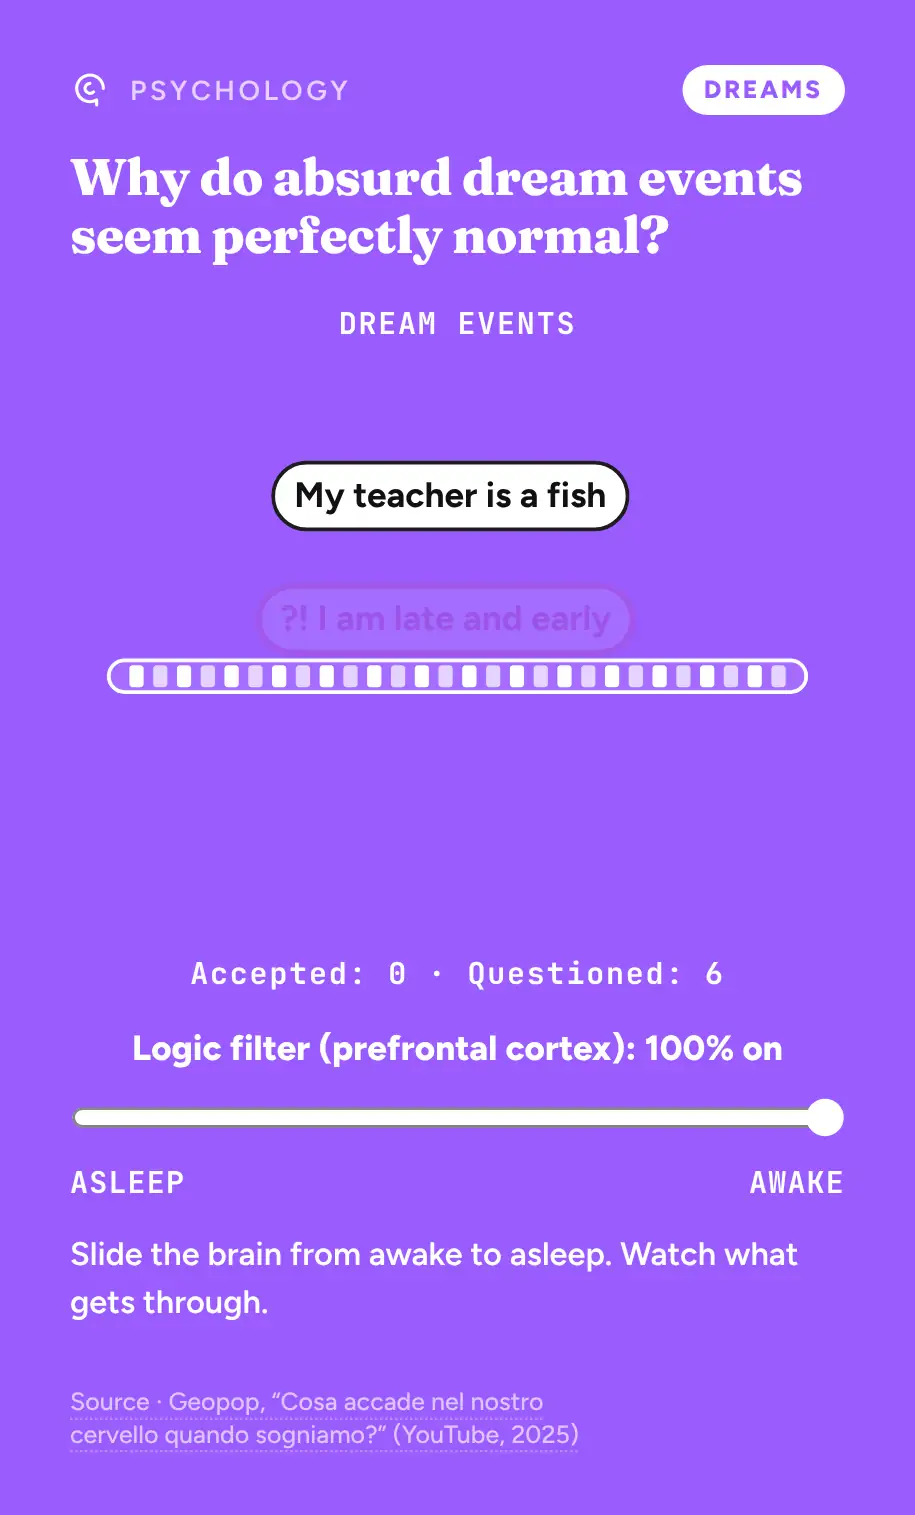 PSYCHOLOGY
DREAMS
Why do absurd dream events
seem perfectly normal?
DREAM EVENTS
My teacher is a fish
?! I am late and early
Accepted: 0 · Questioned: 6
Logic filter (prefrontal cortex): 100% on
ASLEEP
AWAKE
Slide the brain from awake to asleep. Watch what
gets through.
Source · Geopop, “Cosa accade nel nostro
cervello quando sogniamo?” (YouTube, 2025)